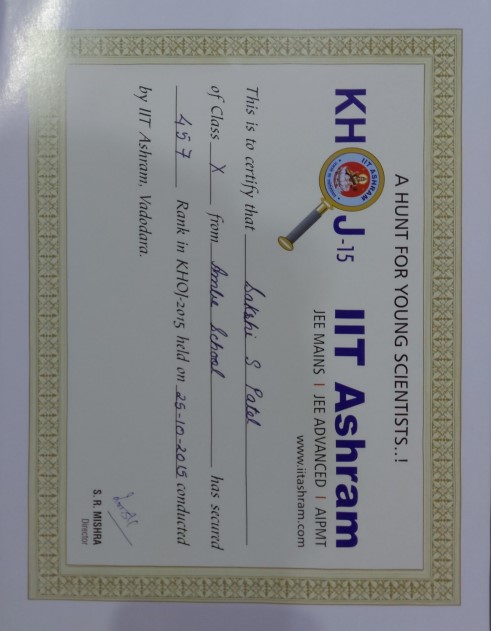 A HUNT FOR YOUNG SCIENTISTS..!
KHOJ-15 IIT Ashram
IIT ASHRAM
JEE MAINS | JEE ADVANCED | AIPMT
www.iitashram.com
This is to certify that Sakshi S Patel
of Class X from Ambe School has secured
457 Rank in KHOJ-2015 held on 25-10-2015 conducted
by IIT Ashram, Vadodara.
S. R. MISHRA
Director